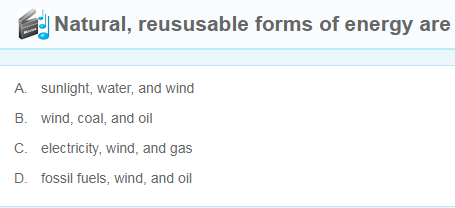 Natural, reususable forms of energy are
A. sunlight, water, and wind
B. wind, coal, and oil
C. electricity, wind, and gas
D. fossil fuels, wind, and oil